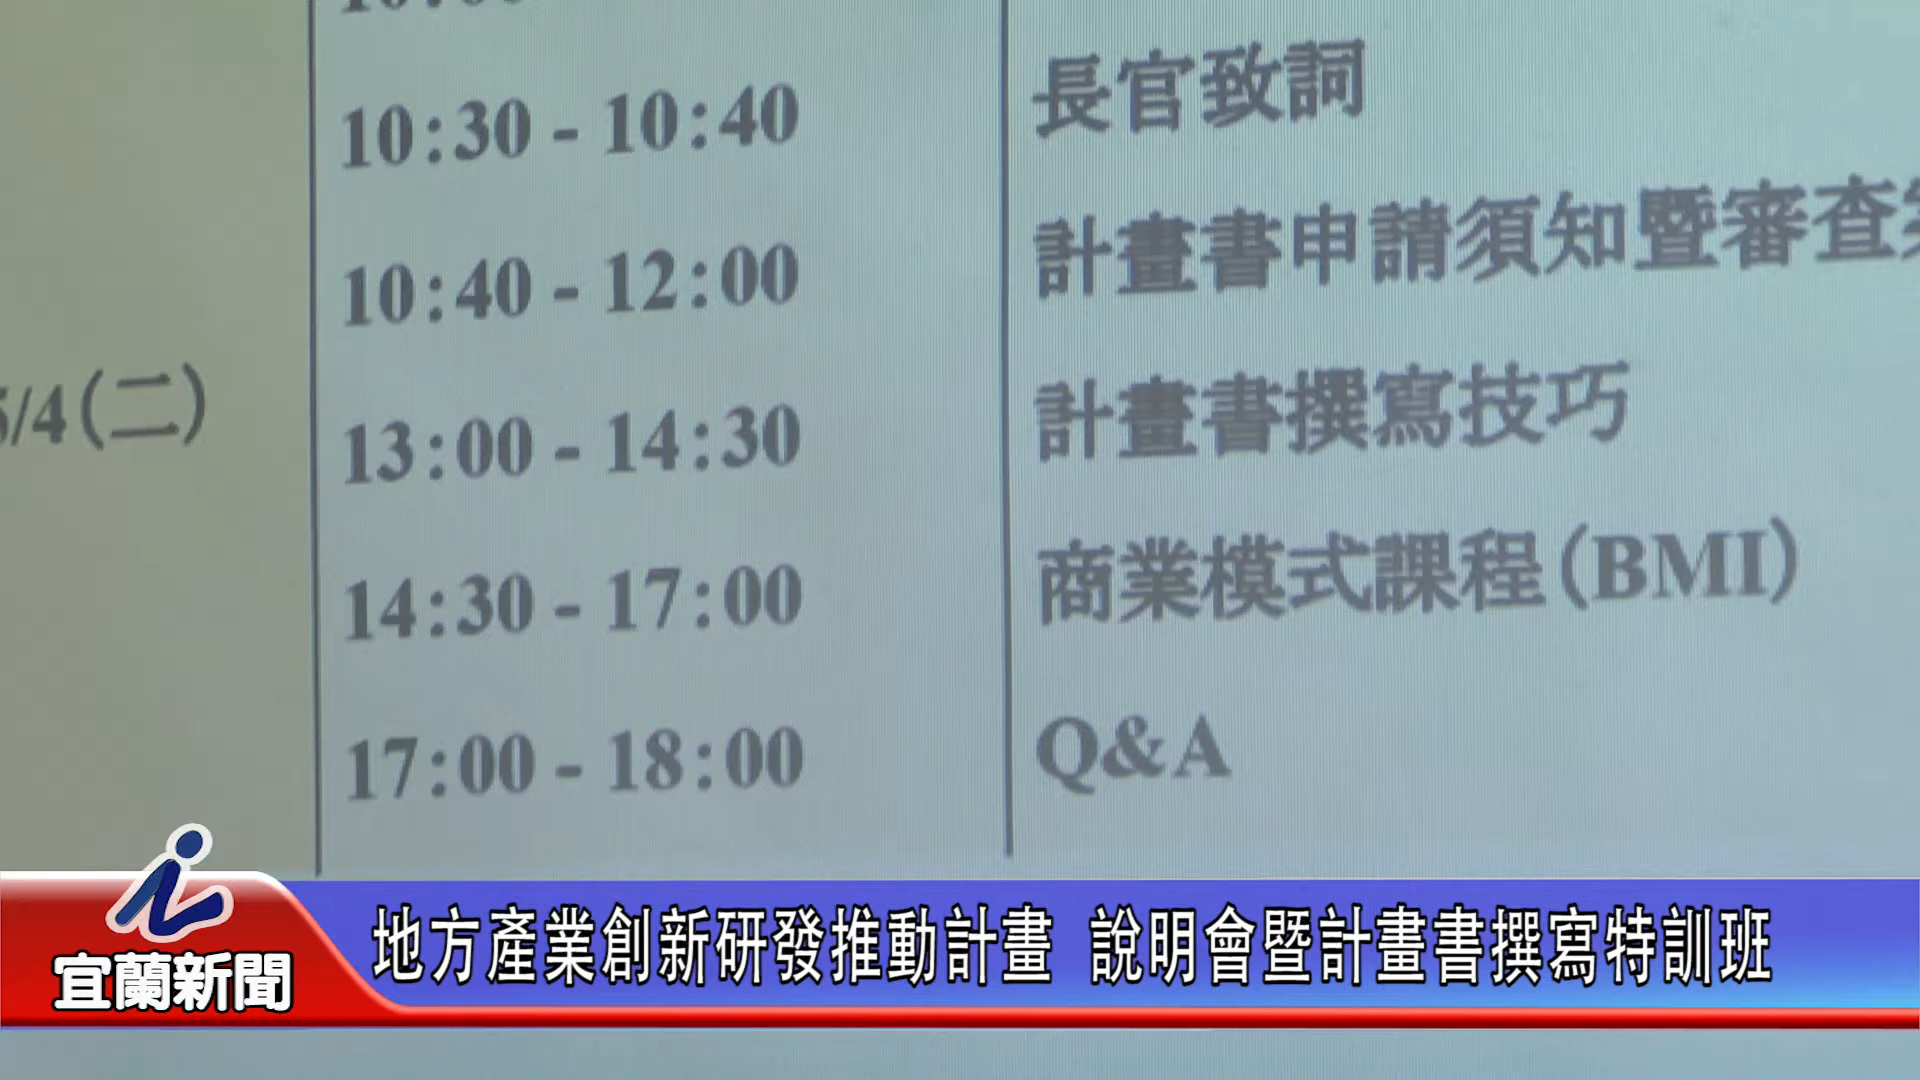 10:30 - 10:40 長官致詞
10:40 - 12:00 計畫書申請須知暨審查
5/4(二)
13:00 - 14:30 計畫書撰寫技巧
14:30 - 17:00 商業模式課程(BMI)
17:00 - 18:00 Q&A
地方產業創新研發推動計畫 說明會暨計畫書撰寫特訓班
宜蘭新聞